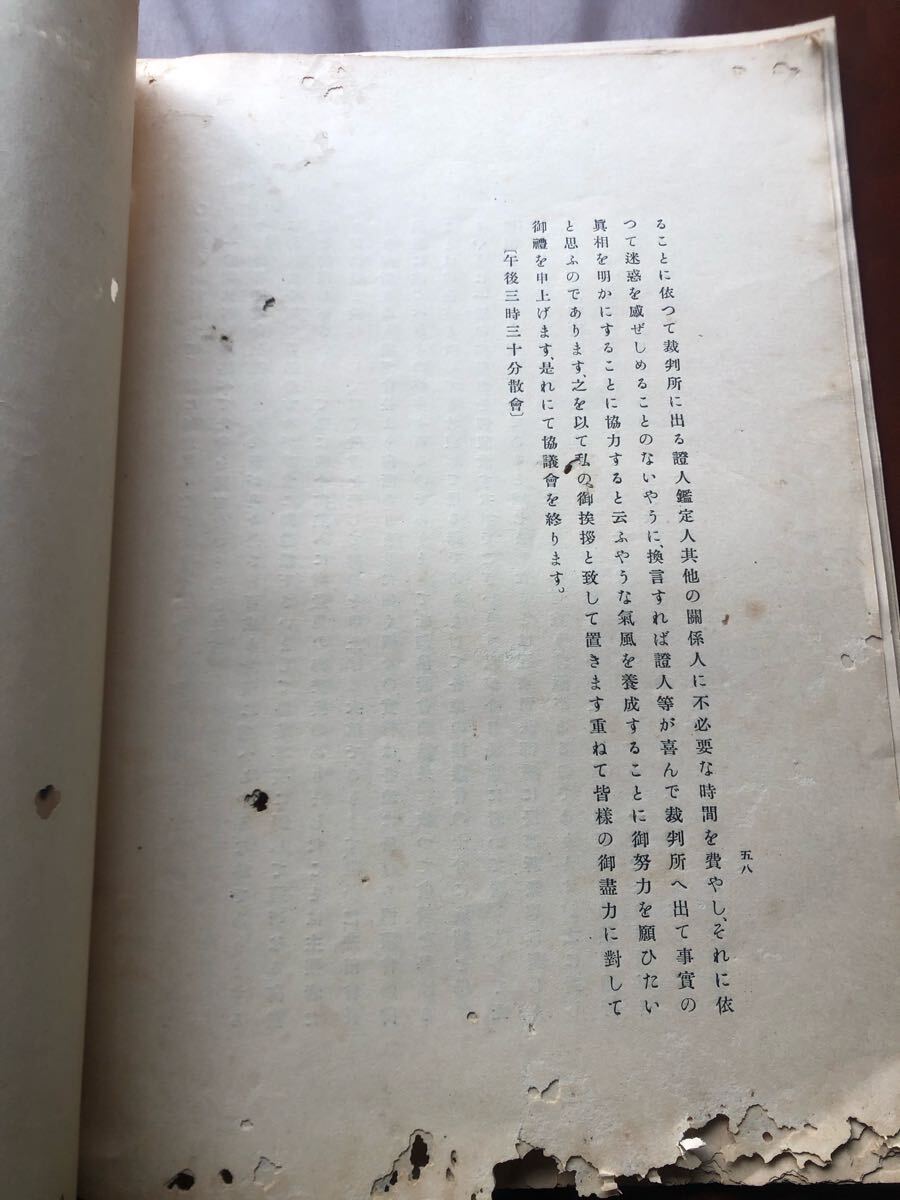 ることに依つて裁判所に出る證人鑑定人其他の關係人に不必要な時間を費やし、それに依
つて迷惑を感ぜしめることのないやうに、換言すれば證人等が喜んで裁判所へ出て事實の
眞相を明かにすることに協力すると云ふやうな氣風を養成することに御努力を願ひたい
と思ふのであります、之を以て私の御挨拶と致して置きます重ねて皆樣の御盡力に對して
御禮を申上げます、是れにて協議會を終ります。
〔午後三時三十分散會〕
五八